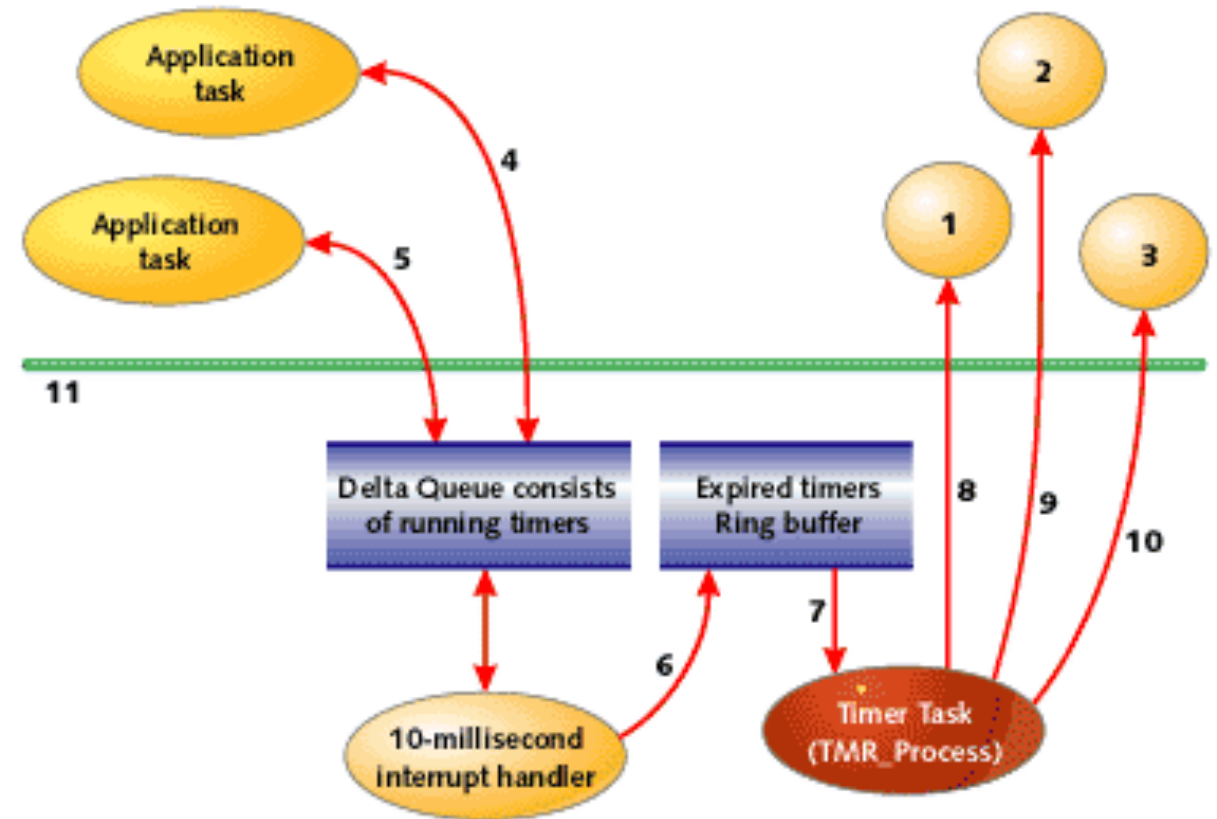 Application
task
2
4
Application
task
5
1
3
11
Delta Queue consists
of running timers
Expired timers
Ring buffer
8
9
10
7
6
10-millisecond
interrupt handler
Timer Task
(TMR_Process)